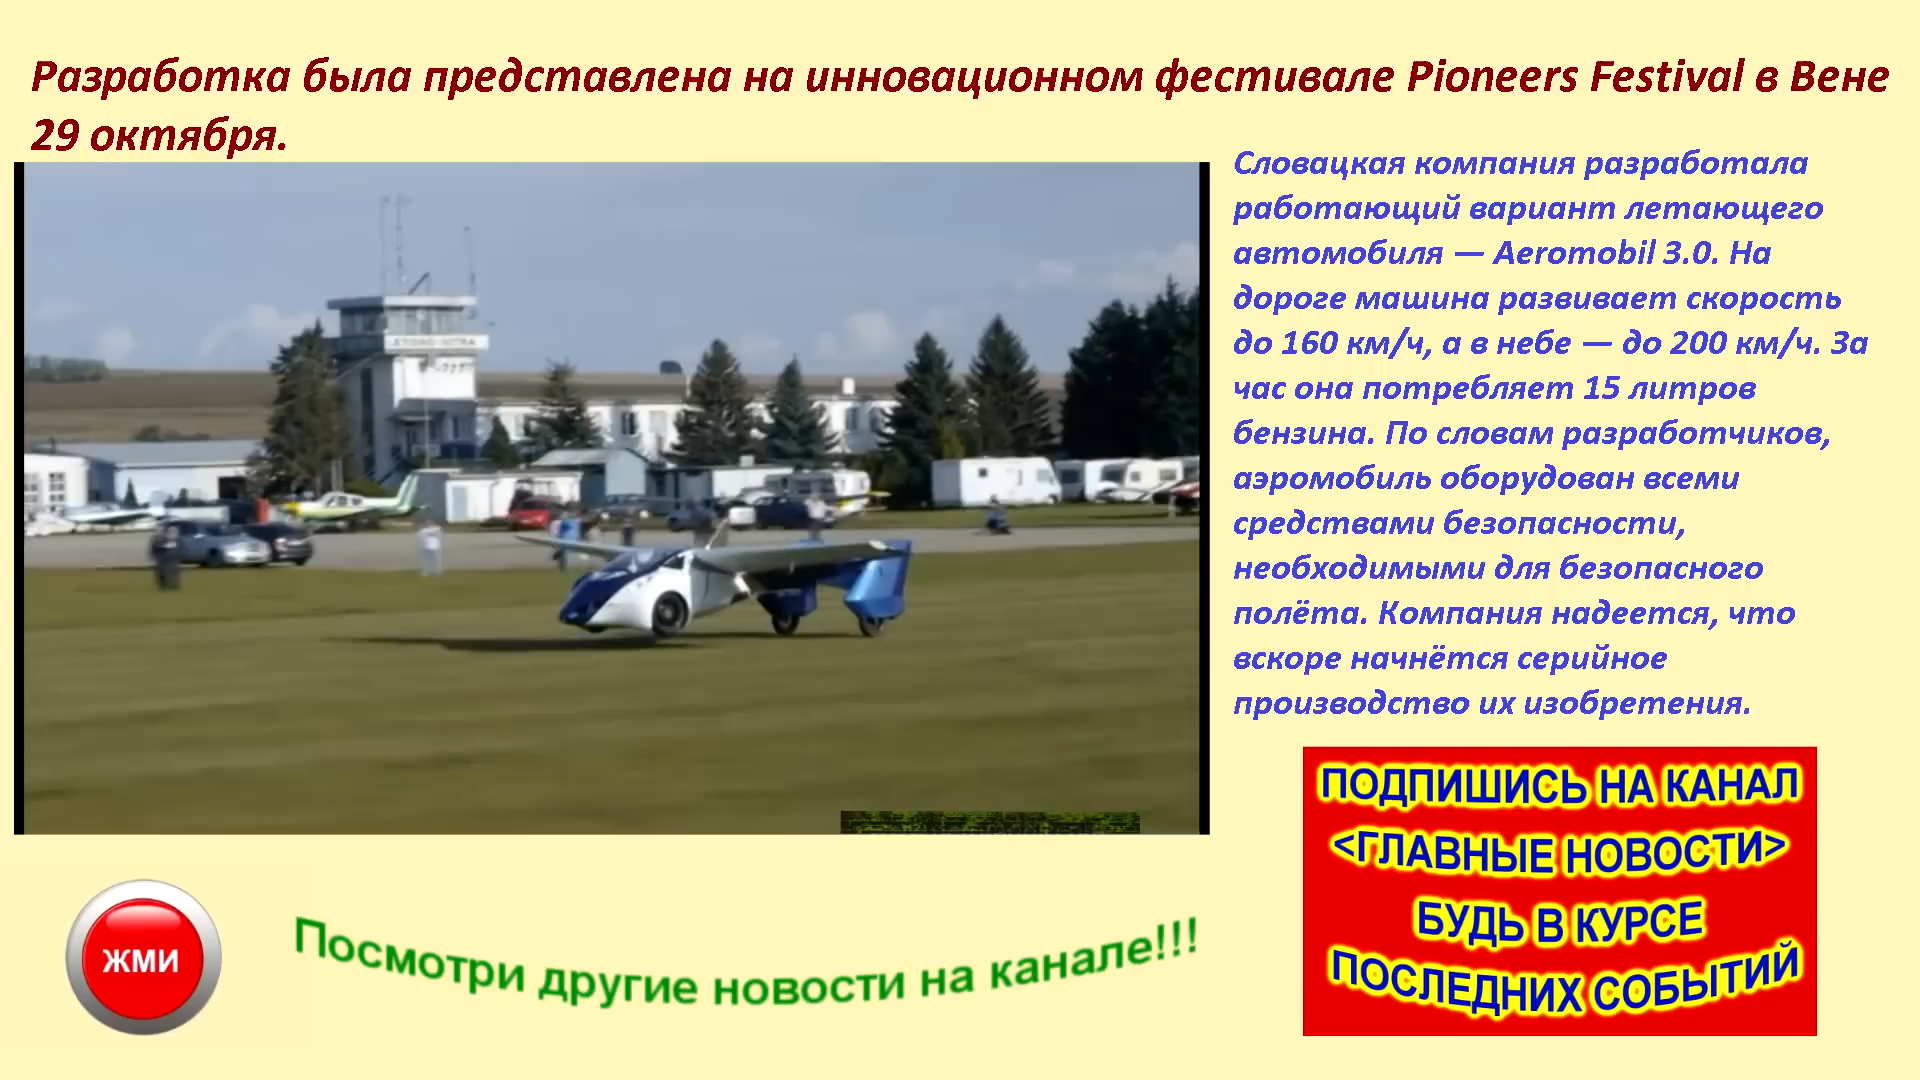 Разработка была представлена на инновационном фестивале Pioneers Festival в Вене
29 октября.
Словацкая компания разработала
работающий вариант летающего
автомобиля — Aeromobil 3.0. На
дороге машина развивает скорость
до 160 км/ч, а в небе — до 200 км/ч. За
час она потребляет 15 литров
бензина. По словам разработчиков,
аэромобиль оборудован всеми
средствами безопасности,
необходимыми для безопасного
полёта. Компания надеется, что
вскоре начнётся серийное
производство их изобретения.
ПОДПИШИСЬ НА КАНАЛ
<ГЛАВНЫЕ НОВОСТИ>
БУДЬ В КУРСЕ
ПОСЛЕДНИХ СОБЫТИЙ
ЖМИ
Посмотри другие новости на канале!!!